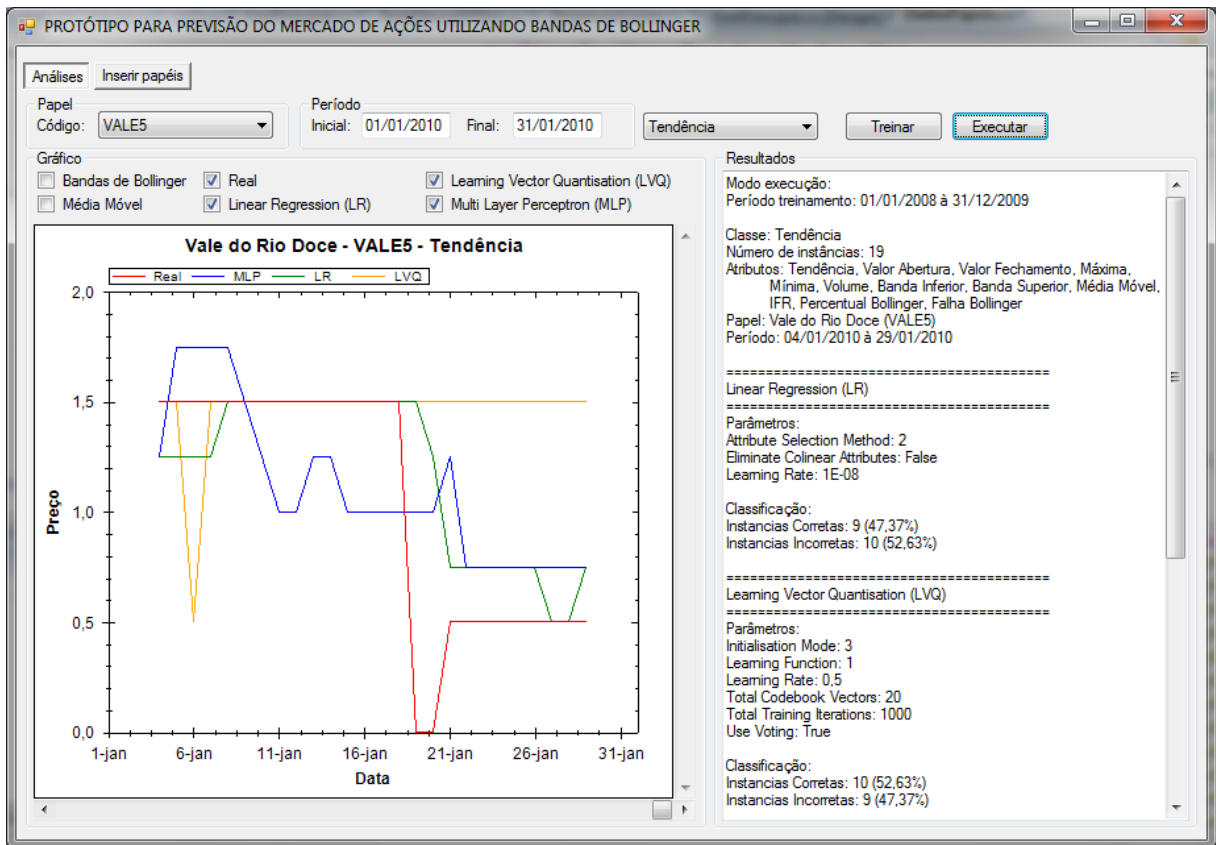 PROTÓTIPO PARA PREVISÃO DO MERCADO DE AÇÕES UTILIZANDO BANDAS DE BOLLINGER
Análises
Inserir papéis
Papel
Código: VALE5
Período
Inicial: 01/01/2010 Final: 31/01/2010
Tendência
Treinar
Executar
Gráfico
Bandas de Bollinger
Real
Learning Vector Quantisation (LVQ)
Média Móvel
Linear Regression (LR)
Multi Layer Perceptron (MLP)
Vale do Rio Doce - VALE5 - Tendência
Real MLP LR LVQ
2,0
1,5
1,0
0,5
0,0
Preço
1-jan 6-jan 11-jan 16-jan 21-jan 26-jan 31-jan
Data
Resultados
Modo execução:
Período treinamento: 01/01/2008 à 31/12/2009
Classe: Tendência
Número de instâncias: 19
Atributos: Tendência, Valor Abertura, Valor Fechamento, Máxima,
Mínima, Volume, Banda Inferior, Banda Superior, Média Móvel,
IFR, Percentual Bollinger, Falha Bollinger
Papel: Vale do Rio Doce (VALE5)
Período: 04/01/2010 à 29/01/2010
=========================================
Linear Regression (LR)
=========================================
Parâmetros:
Attribute Selection Method: 2
Eliminate Colinear Attributes: False
Learning Rate: 1E-08
Classificação:
Instancias Corretas: 9 (47,37%)
Instancias Incorretas: 10 (52,63%)
=========================================
Learning Vector Quantisation (LVQ)
=========================================
Parâmetros:
Initialisation Mode: 3
Learning Function: 1
Learning Rate: 0,5
Total Codebook Vectors: 20
Total Training Iterations: 1000
Use Voting: True
Classificação:
Instancias Corretas: 10 (52,63%)
Instancias Incorretas: 9 (47,37%)